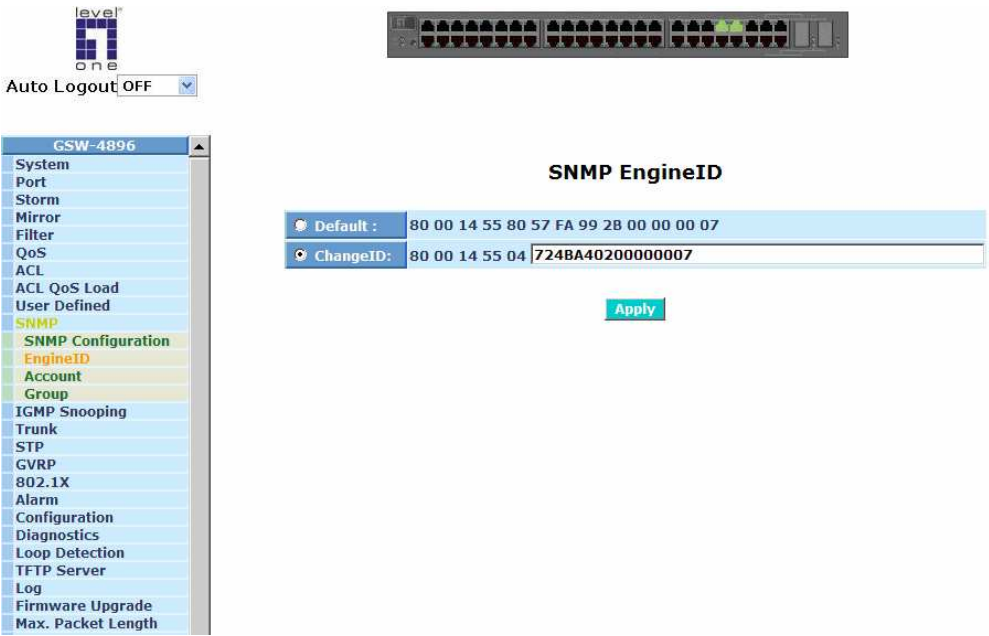 level
one
Auto Logout OFF
GSW-4896
System
Port
Storm
Mirror
Filter
QoS
ACL
ACL QoS Load
User Defined
SNMP
SNMP Configuration
EngineID
Account
Group
IGMP Snooping
Trunk
STP
GVRP
802.1X
Alarm
Configuration
Diagnostics
Loop Detection
TFTP Server
Log
Firmware Upgrade
Max. Packet Length
SNMP EngineID
Default : 80 00 14 55 80 57 FA 99 2B 00 00 00 07
ChangeID: 80 00 14 55 04 724BA40200000007
Apply